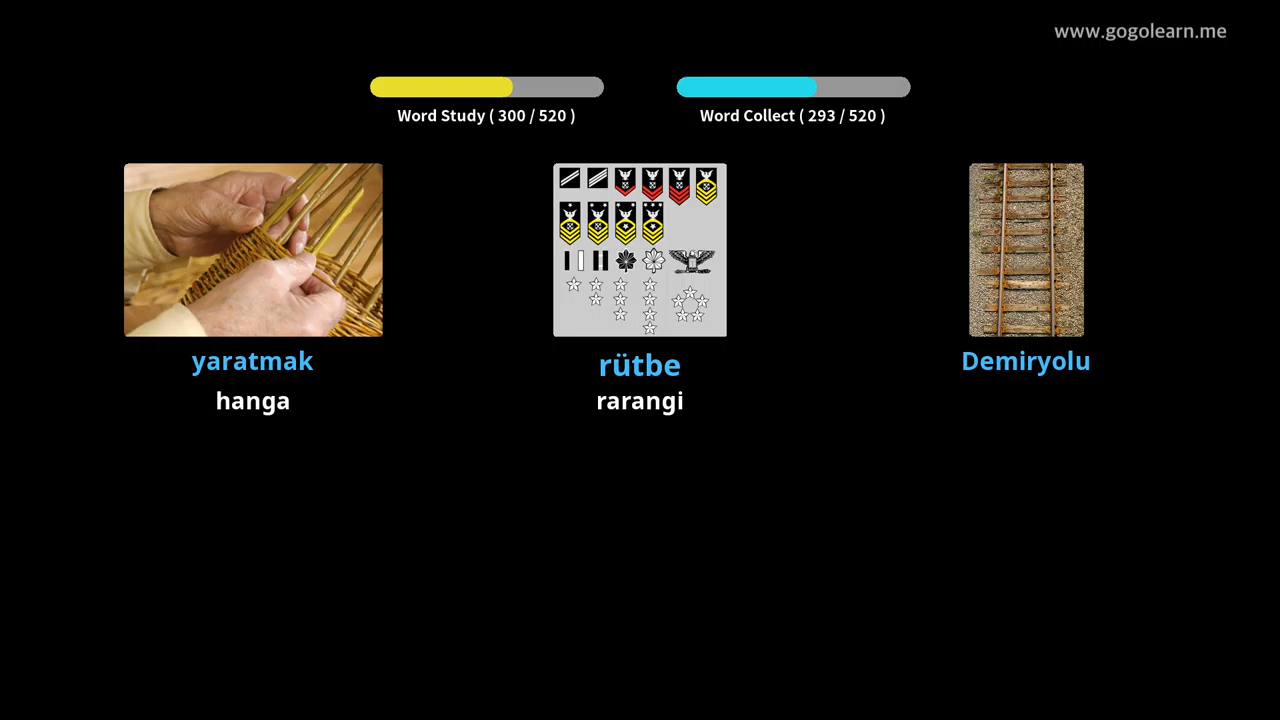 www.gogolearn.me
Word Study ( 300 / 520 )
Word Collect ( 293 / 520 )
yaratmak
hanga
rütbe
rarangi
Demiryolu